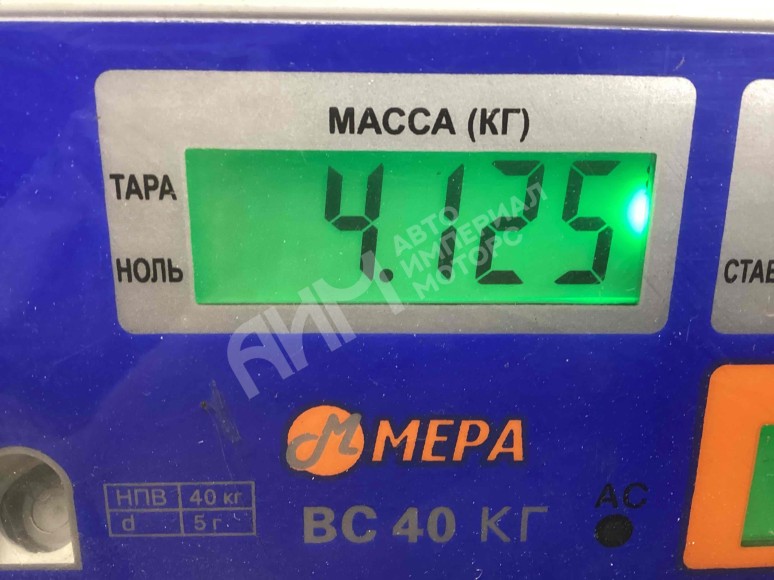 МАССА (КГ)
ТАРА
4.125
НОЛЬ
АИМ
АВТО
ИМПЕРИАЛ
МОТОРС
СТАВ
М МЕРА
НПВ 40 кг
d 5 г
ВС 40 КГ
АС